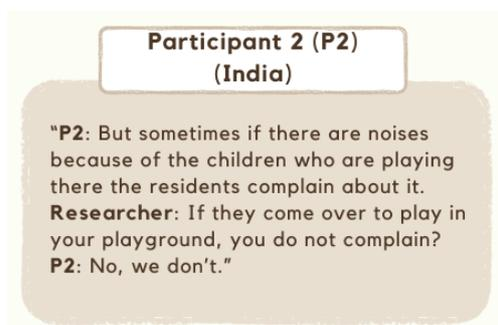 Participant 2 (P2)
(India)
"P2: But sometimes if there are noises
because of the children who are playing
there the residents complain about it.
Researcher: If they come over to play in
your playground, you do not complain?
P2: No, we don't."